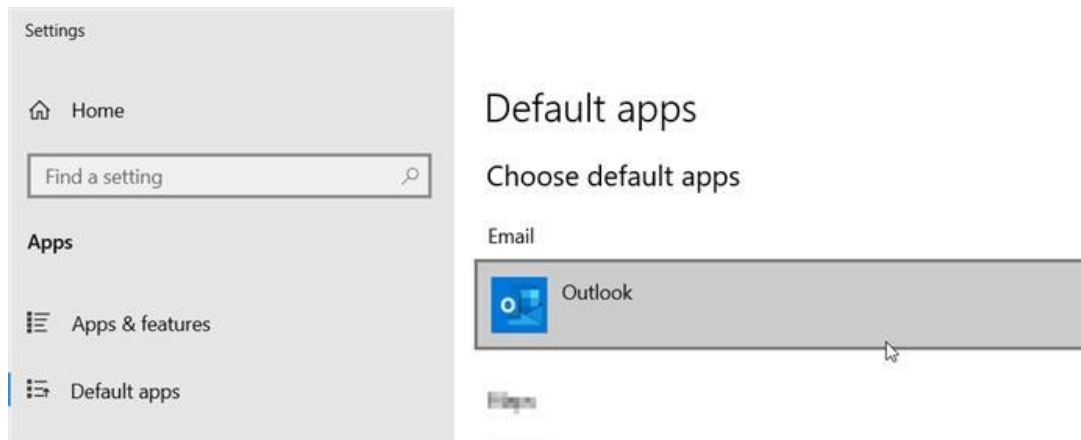 Settings
Home
Find a setting
Apps
Apps & features
Default apps
Default apps
Choose default apps
Email
Outlook